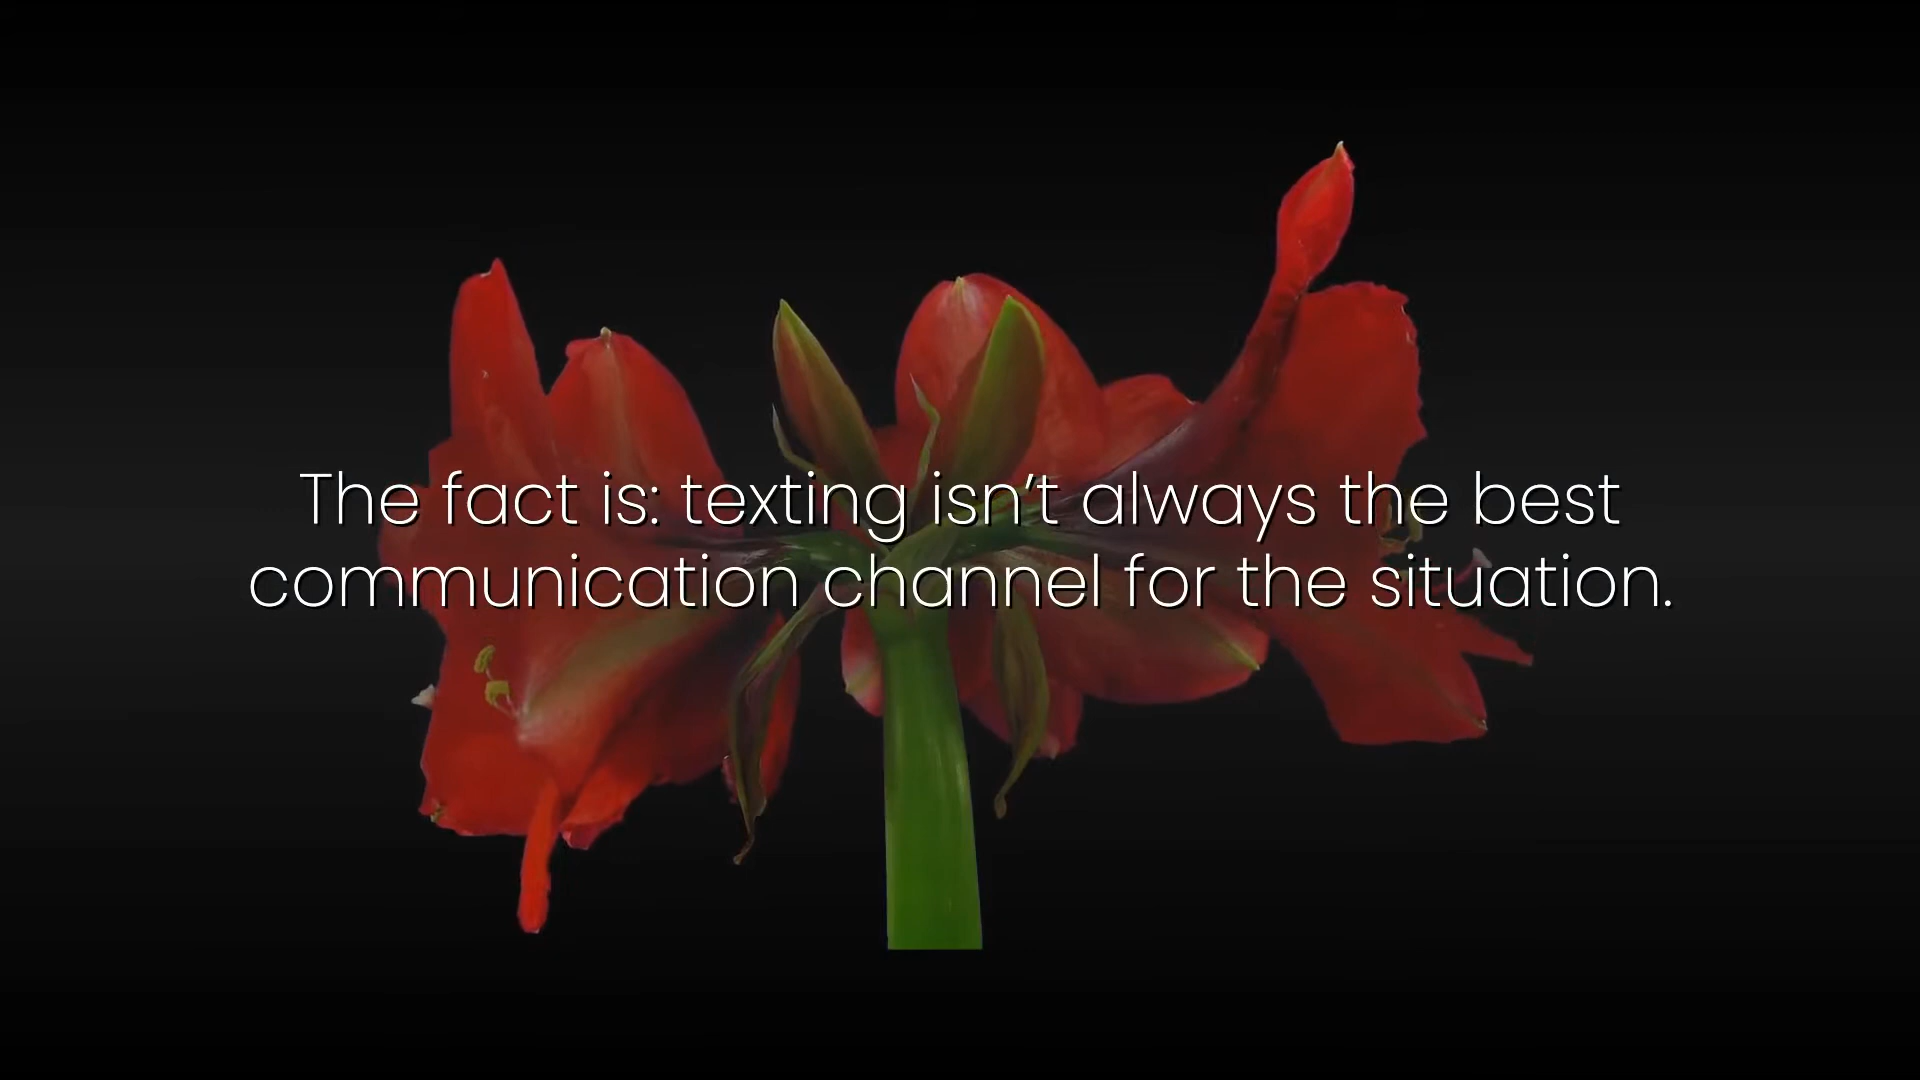 The fact is: texting isn’t always the best
communication channel for the situation.